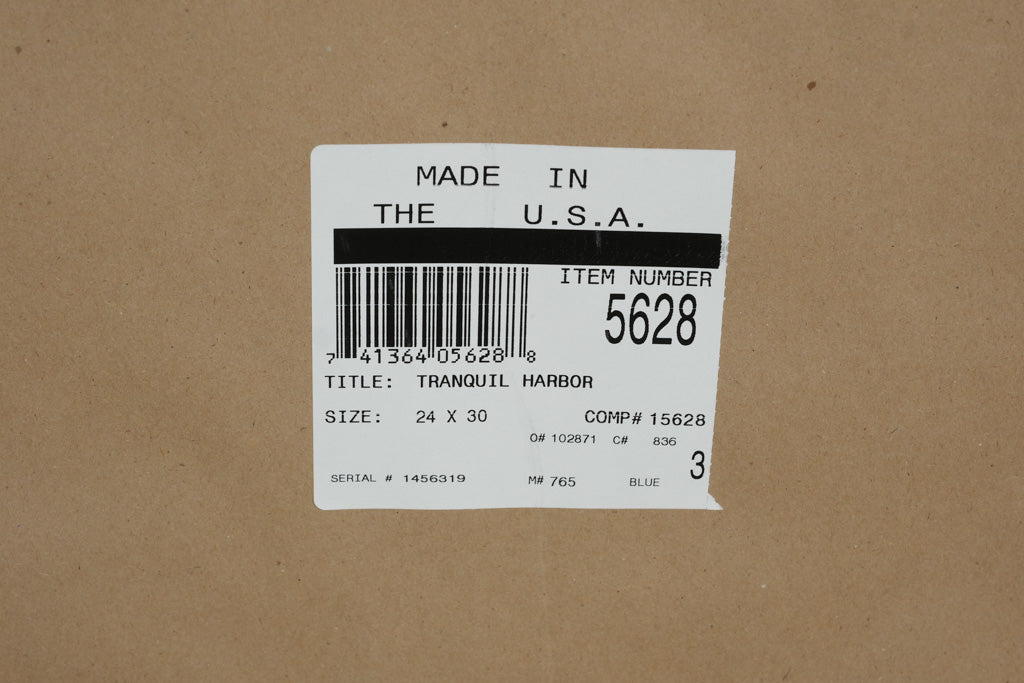 MADE IN
THE U.S.A.
ITEM NUMBER
5628
7 41364 05628 8
TITLE: TRANQUIL HARBOR
SIZE: 24 X 30 COMP# 15628
O# 102871 C# 836
3
SERIAL # 1456319 M# 765 BLUE